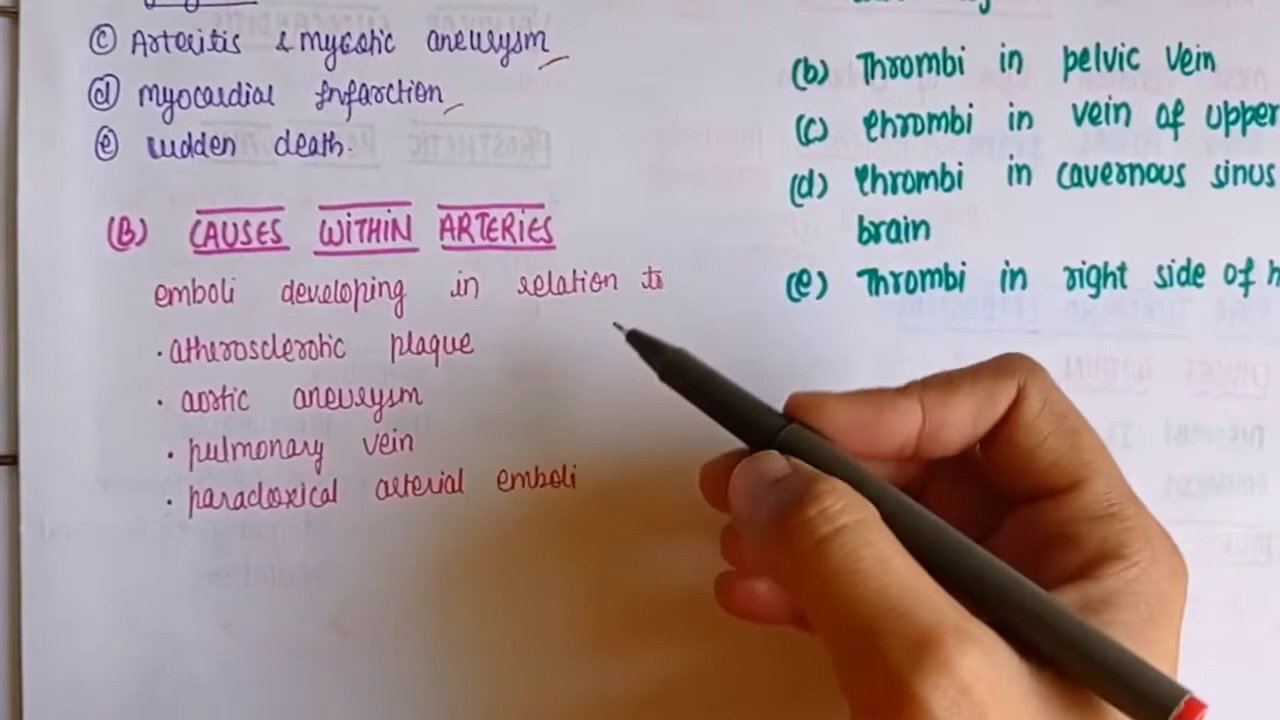 (c) Arteritis & mycotic aneurysm
(d) myocardial Infarction
(e) sudden death.
(B) CAUSES WITHIN ARTERIES
emboli developing in relation to
· atherosclerotic plaque
· aortic aneurysm
· pulmonary vein
· paradoxical arterial emboli
(b) Thrombi in pelvic vein
(c) thrombi in vein of upper
(d) thrombi in cavernous sinus
brain
(e) Thrombi in right side of h